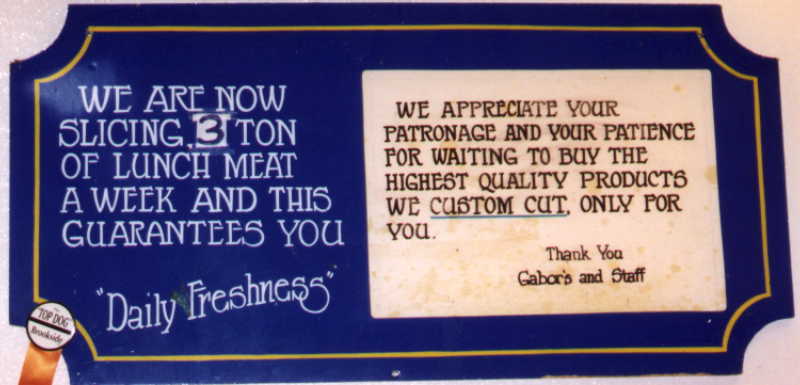 WE ARE NOW
SLICING 3 TON
OF LUNCH MEAT
A WEEK AND THIS
GUARANTEES YOU
"Daily Freshness"
WE APPRECIATE YOUR
PATRONAGE AND YOUR PATIENCE
FOR WAITING TO BUY THE
HIGHEST QUALITY PRODUCTS
WE CUSTOM CUT, ONLY FOR
YOU.
Thank You
Gabor's and Staff
TOP DOG
Brookside